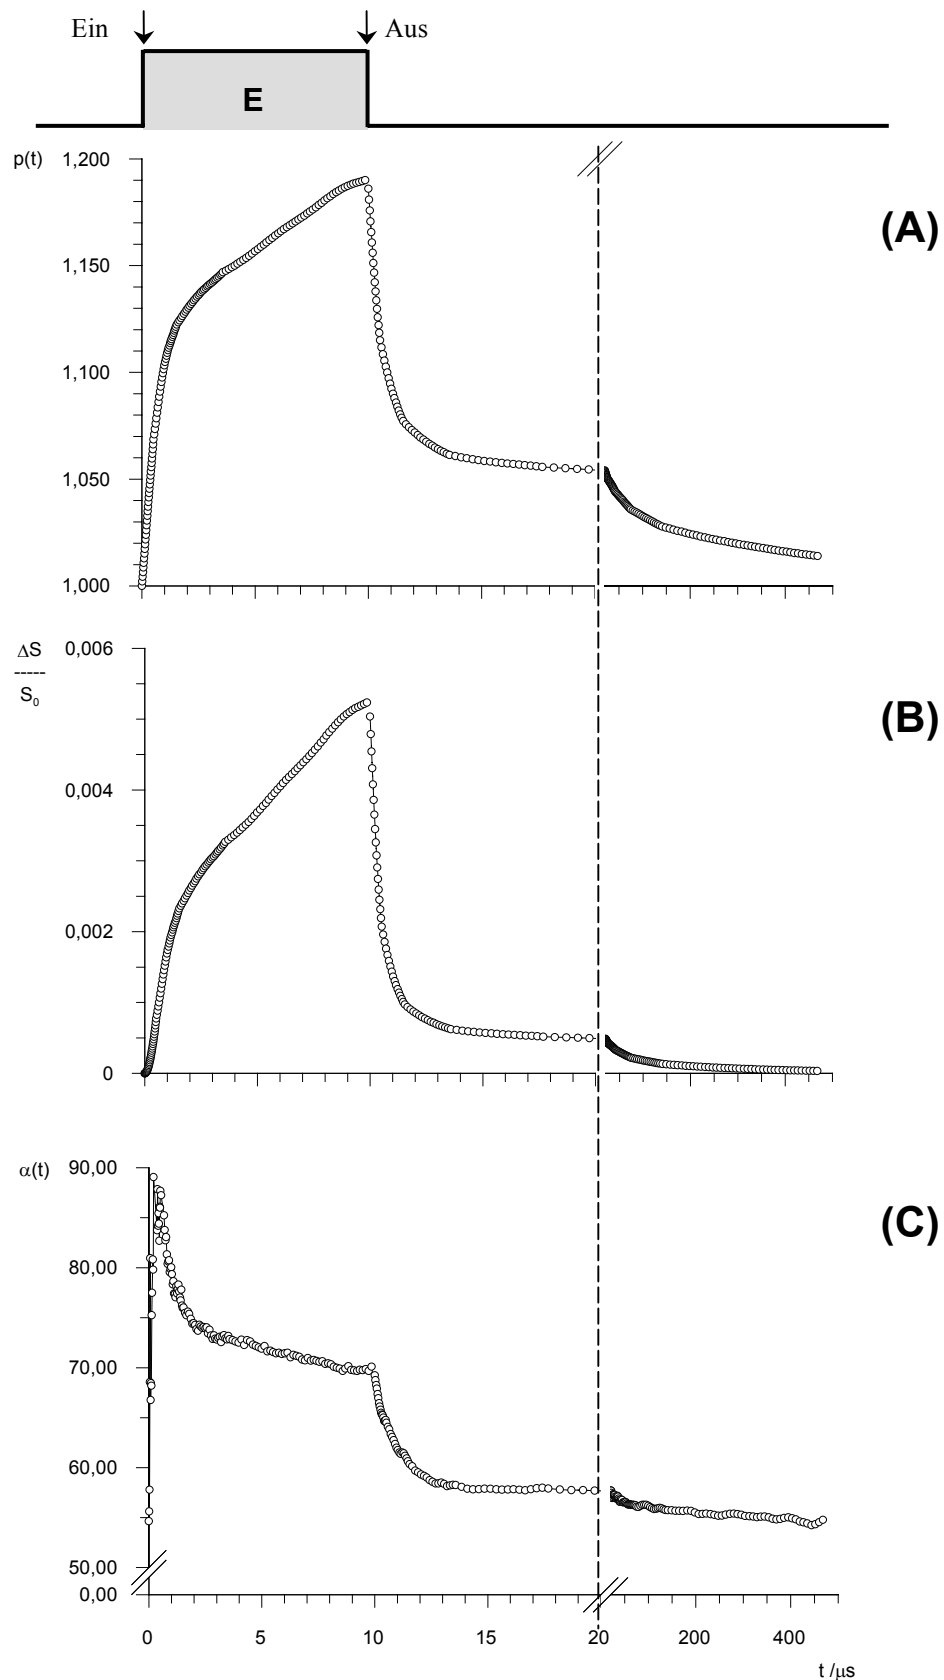 Ein Aus
E
p(t) 1,200
(A)
1,150
1,100
1,050
1,000
ΔS 0,006
-----
S0
(B)
0,004
0,002
0
α(t) 90,00
(C)
80,00
70,00
60,00
50,00
0,00
0 5 10 15 20 200 400
t /µs